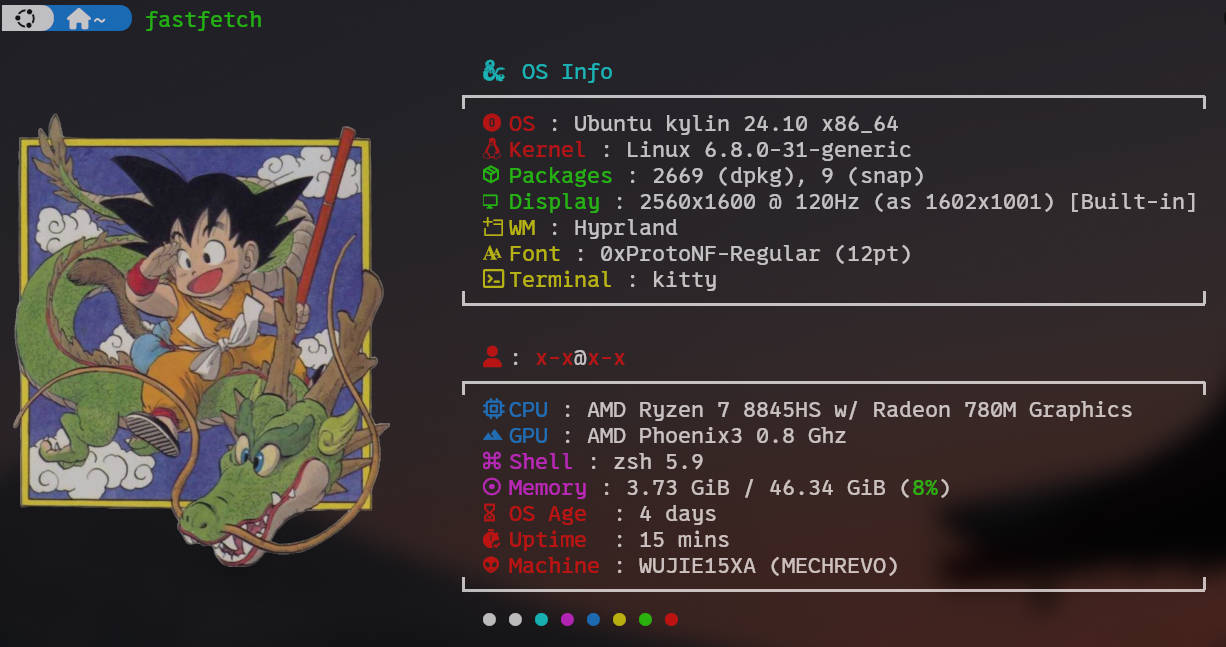 ~ fastfetch
OS Info
OS : Ubuntu kylin 24.10 x86_64
Kernel : Linux 6.8.0-31-generic
Packages : 2669 (dpkg), 9 (snap)
Display : 2560x1600 @ 120Hz (as 1602x1001) [Built-in]
WM : Hyprland
Font : 0xProtoNF-Regular (12pt)
Terminal : kitty
: x-x@x-x
CPU : AMD Ryzen 7 8845HS w/ Radeon 780M Graphics
GPU : AMD Phoenix3 0.8 Ghz
Shell : zsh 5.9
Memory : 3.73 GiB / 46.34 GiB (8%)
OS Age : 4 days
Uptime : 15 mins
Machine : WUJIE15XA (MECHREVO)